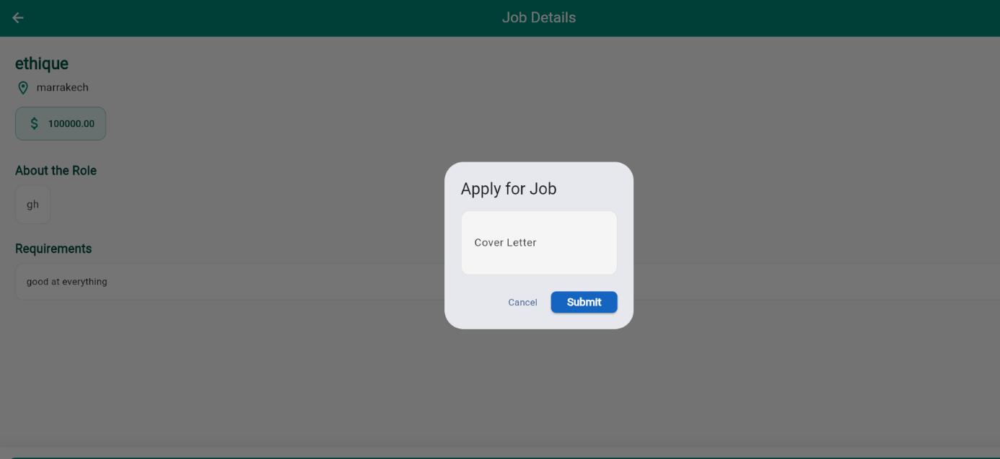 Job Details
ethique
marrakech
$ 100000.00
About the Role
gh
Requirements
good at everything
Apply for Job
Cover Letter
Cancel
Submit